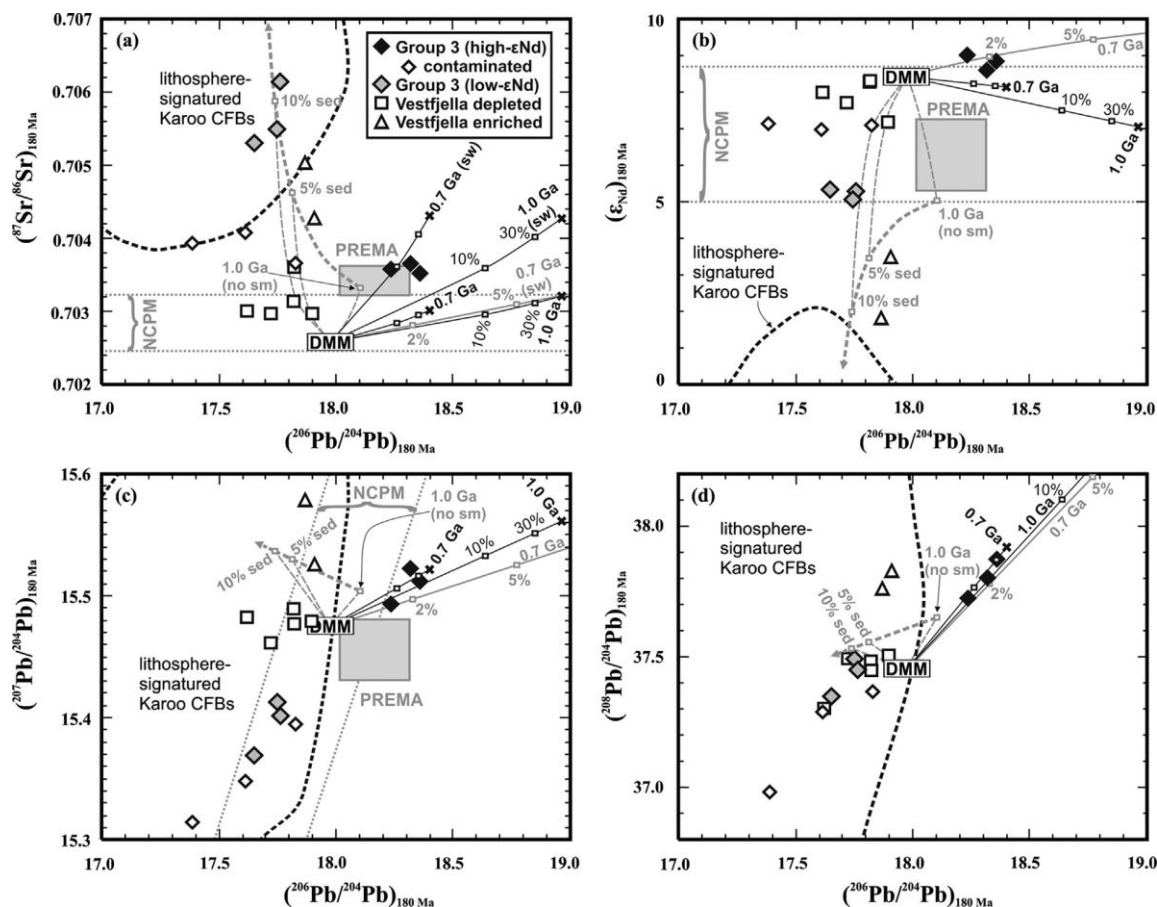 (a)
0.707
0.706
0.705
0.704
0.703
0.702
(⁸⁷Sr/⁸⁶Sr)₁₈₀ Ma
17.0
17.5
18.0
18.5
19.0
(²⁰⁶Pb/²⁰⁴Pb)₁₈₀ Ma
lithosphere-
signatured
Karoo CFBs
Group 3 (high-εNd)
contaminated
Group 3 (low-εNd)
Vestfjella depleted
Vestfjella enriched
10% sed
5% sed
0.7 Ga (sw)
1.0 Ga
(sw)
30%
10%
PREMA
1.0 Ga
(no sm)
0.7 Ga
(sw)
5%
0.7 Ga
NCPM
DMM
2%
10%
30%
1.0 Ga
(b)
10
5
0
(εNd)₁₈₀ Ma
17.0
17.5
18.0
18.5
19.0
(²⁰⁶Pb/²⁰⁴Pb)₁₈₀ Ma
5%
2%
0.7 Ga
DMM
0.7 Ga
10%
30%
1.0 Ga
PREMA
NCPM
1.0 Ga
(no sm)
lithosphere-
signatured
Karoo CFBs
5% sed
10% sed
(c)
15.6
15.5
15.4
15.3
(²⁰⁷Pb/²⁰⁴Pb)₁₈₀ Ma
17.0
17.5
18.0
18.5
19.0
(²⁰⁶Pb/²⁰⁴Pb)₁₈₀ Ma
NCPM
1.0 Ga
(no sm)
1.0 Ga
30%
0.7 Ga
10%
0.7 Ga
5%
2%
5% sed
10% sed
DMM
PREMA
lithosphere-
signatured
Karoo CFBs
(d)
38.0
37.5
37.0
(²⁰⁸Pb/²⁰⁴Pb)₁₈₀ Ma
17.0
17.5
18.0
18.5
19.0
(²⁰⁶Pb/²⁰⁴Pb)₁₈₀ Ma
lithosphere-
signatured
Karoo CFBs
10%
5%
0.7 Ga
1.0 Ga
0.7 Ga
1.0 Ga
(no sm)
2%
5% sed
10% sed
DMM